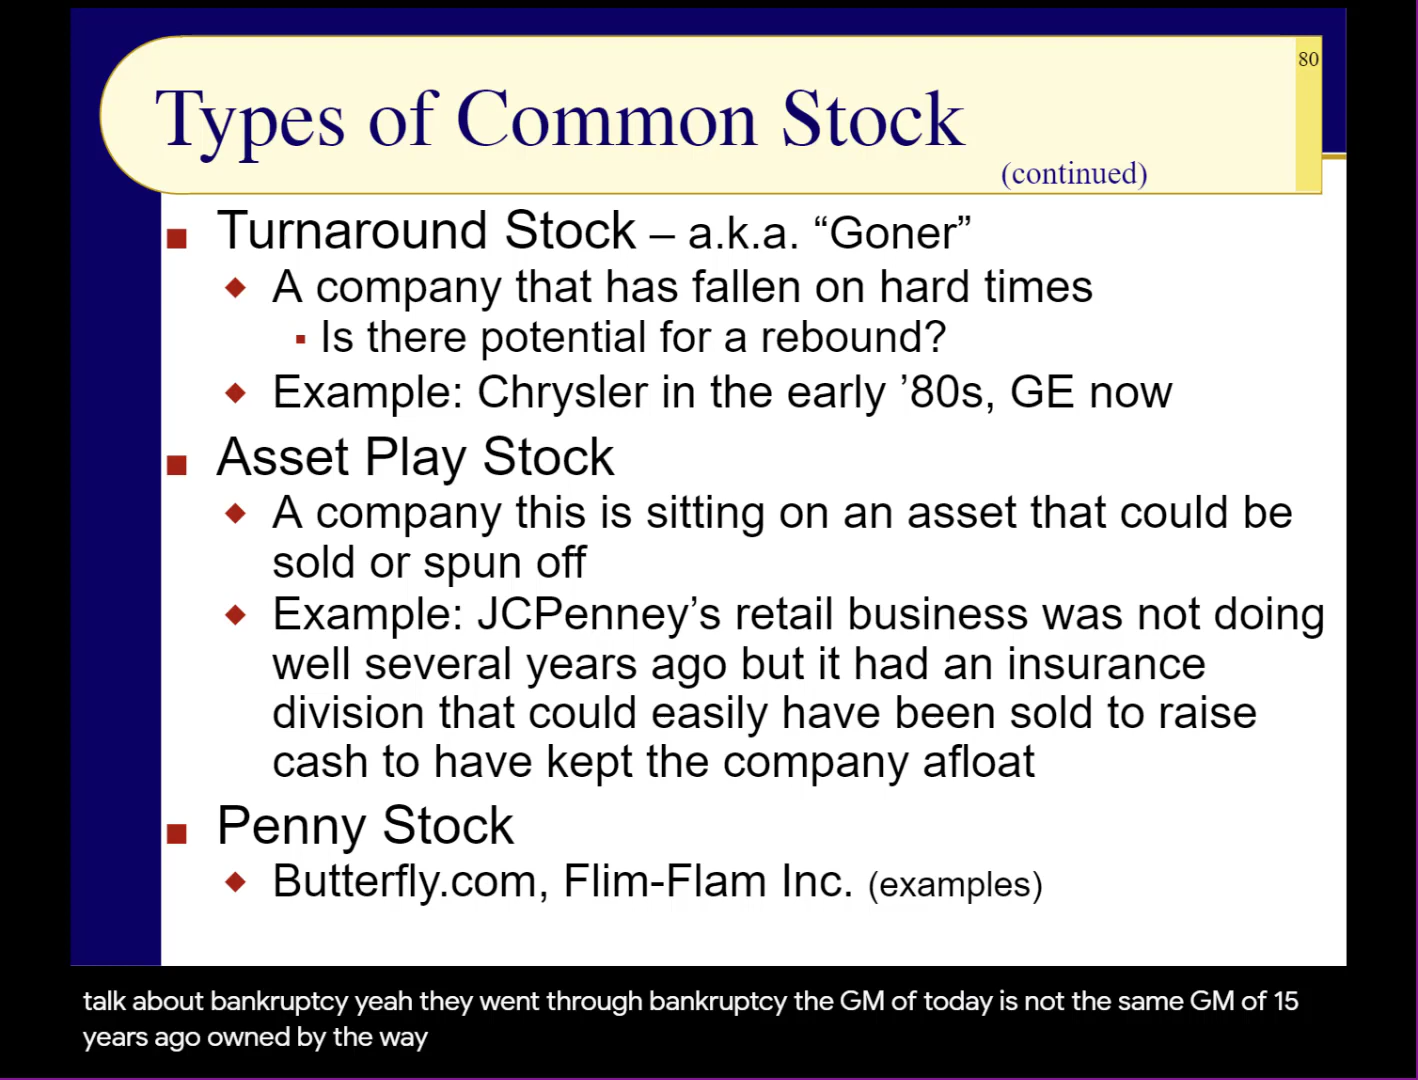 80
Types of Common Stock
(continued)
Turnaround Stock – a.k.a. “Goner”
A company that has fallen on hard times
Is there potential for a rebound?
Example: Chrysler in the early ’80s, GE now
Asset Play Stock
A company this is sitting on an asset that could be
sold or spun off
Example: JCPenney’s retail business was not doing
well several years ago but it had an insurance
division that could easily have been sold to raise
cash to have kept the company afloat
Penny Stock
Butterfly.com, Flim-Flam Inc. (examples)
talk about bankruptcy yeah they went through bankruptcy the GM of today is not the same GM of 15
years ago owned by the way